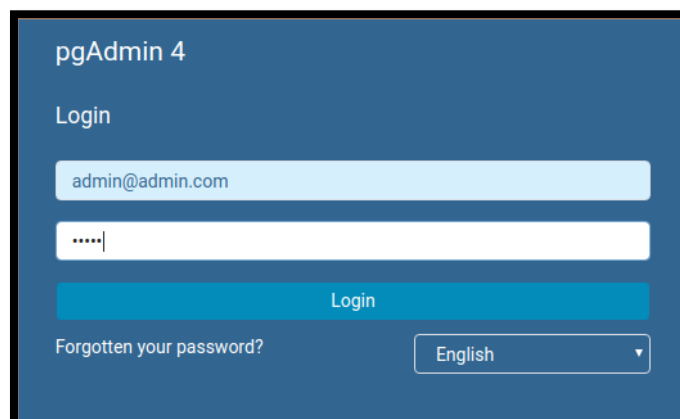 pgAdmin 4
Login
admin@admin.com
•••••
Login
Forgotten your password?
English